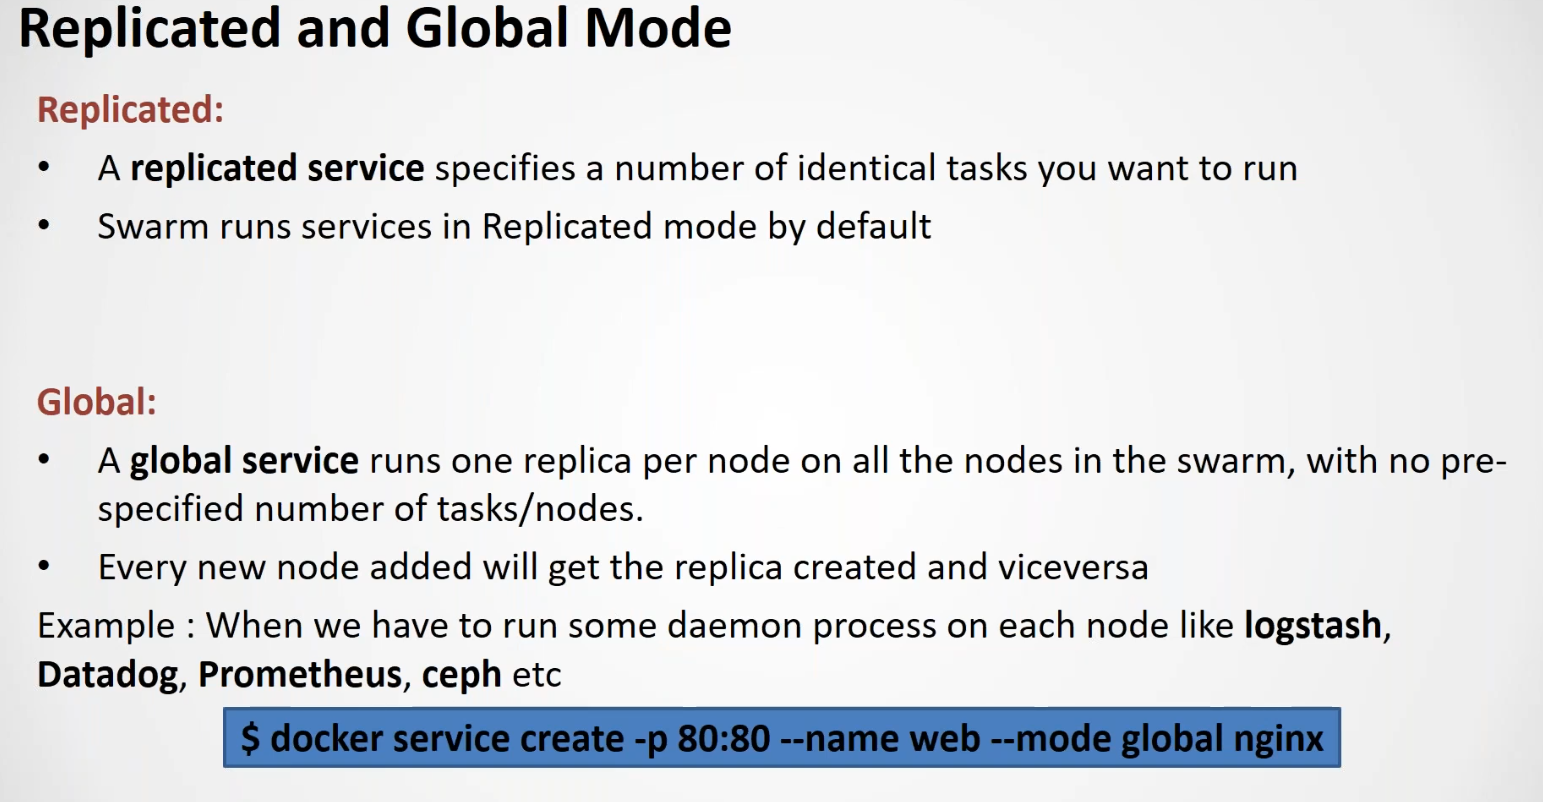 Replicated and Global Mode
Replicated:
• A replicated service specifies a number of identical tasks you want to run
• Swarm runs services in Replicated mode by default
Global:
• A global service runs one replica per node on all the nodes in the swarm, with no pre-
specified number of tasks/nodes.
• Every new node added will get the replica created and viceversa
Example : When we have to run some daemon process on each node like logstash,
Datadog, Prometheus, ceph etc
$ docker service create -p 80:80 --name web --mode global nginx